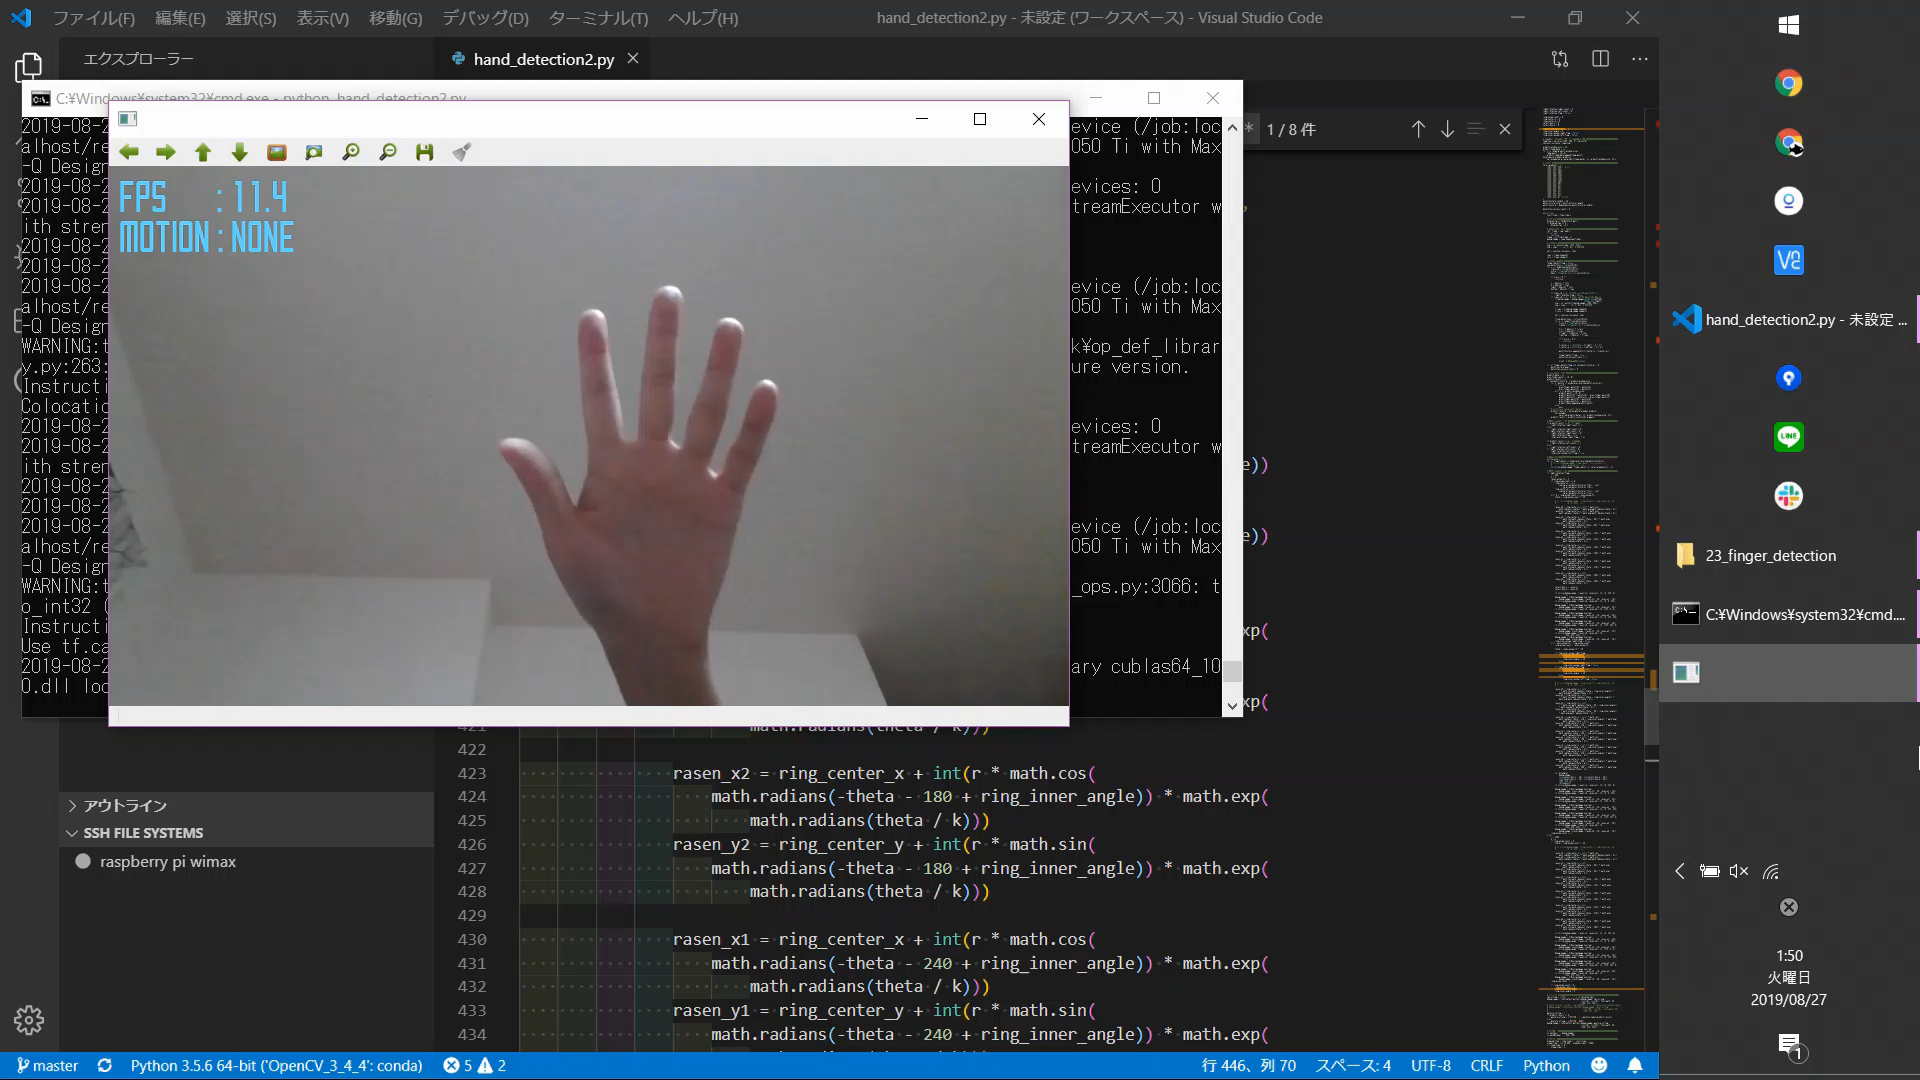 ファイル(F) 編集(E) 選択(S) 表示(V) 移動(G) デバッグ(D) ターミナル(T) ヘルプ(H)
hand_detection2.py - 未設定 (ワークスペース) - Visual Studio Code
エクスプローラー
hand_detection2.py
C:¥Windows¥system32¥cmd.exe - python hand_detection2.py
1 / 8 件
FPS : 11.4
MOTION : NONE
2019-08-2
alhost/re
-Q Design
2019-08-2
2019-08-2
ith stren
2019-08-2
2019-08-2
2019-08-2
alhost/re
-Q Design
WARNING:t
y.py:263:
Instructi
Colocatio
2019-08-2
2019-08-2
ith stren
2019-08-2
2019-08-2
2019-08-2
alhost/re
-Q Design
WARNING:t
o_int32 (
Instructi
Use tf.ca
2019-08-2
0.dll loc
evice (/job:loc
050 Ti with Max
evices: 0
treamExecutor w
evice (/job:loc
050 Ti with Max
k¥op_def_librar
ure version.
evices: 0
treamExecutor w
evice (/job:loc
050 Ti with Max
_ops.py:3066: t
ary cublas64_10
e))
e))
xp(
xp(
421 math.radians(theta / k)))
422
423 rasen_x2 = ring_center_x + int(r * math.cos(
424 math.radians(-theta - 180 + ring_inner_angle)) * math.exp(
425 math.radians(theta / k)))
426 rasen_y2 = ring_center_y + int(r * math.sin(
427 math.radians(-theta - 180 + ring_inner_angle)) * math.exp(
428 math.radians(theta / k)))
429
430 rasen_x1 = ring_center_x + int(r * math.cos(
431 math.radians(-theta - 240 + ring_inner_angle)) * math.exp(
432 math.radians(theta / k)))
433 rasen_y1 = ring_center_y + int(r * math.sin(
434 math.radians(-theta - 240 + ring_inner_angle)) * math.exp(
アウトライン
SSH FILE SYSTEMS
raspberry pi wimax
master Python 3.5.6 64-bit ('OpenCV_3_4_4': conda) 5 2
行 446、列 70 スペース: 4 UTF-8 CRLF Python
hand_detection2.py - 未設定 ...
LINE
23_finger_detection
C:¥Windows¥system32¥cmd....
1:50
火曜日
2019/08/27
1